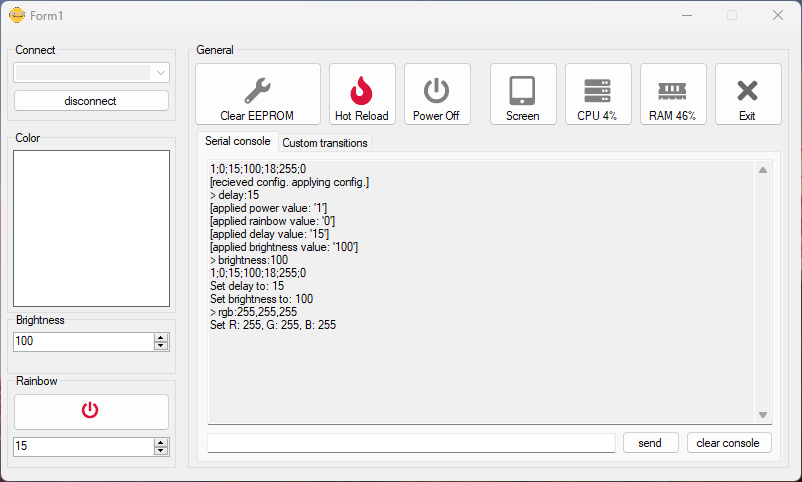 Form1
Connect
disconnect
Color
Brightness
100
Rainbow
15
General
Clear EEPROM
Hot Reload
Power Off
Screen
CPU 4%
RAM 46%
Exit
Serial console
Custom transitions
1;0;15;100;18;255;0
[recieved config. applying config.]
> delay:15
[applied power value: '1']
[applied rainbow value: '0']
[applied delay value: '15']
[applied brightness value: '100']
> brightness:100
1;0;15;100;18;255;0
Set delay to: 15
Set brightness to: 100
> rgb:255,255,255
Set R: 255, G: 255, B: 255
send
clear console